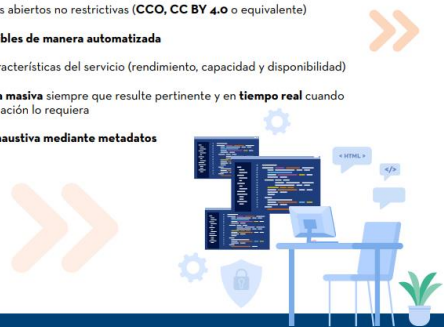 s abiertos no restrictivas (CCO, CC BY 4.0 o equivalente)
bles de manera automatizada
racterísticas del servicio (rendimiento, capacidad y disponibilidad)
a masiva siempre que resulte pertinente y en tiempo real cuando
ación lo requiera
haustiva mediante metadatos
< HTML >
</>